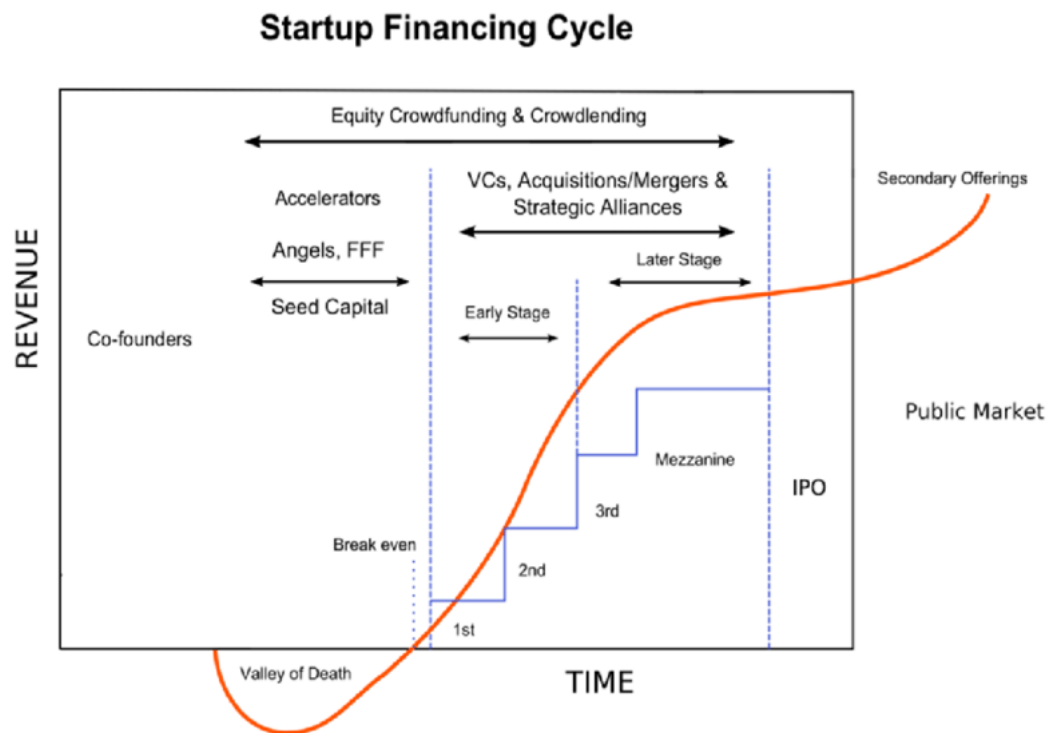 Startup Financing Cycle
Equity Crowdfunding & Crowdlending
Accelerators
VCs, Acquisitions/Mergers &
Strategic Alliances
Secondary Offerings
Angels, FFF
Later Stage
Seed Capital
Early Stage
REVENUE
Co-founders
Public Market
Mezzanine
IPO
3rd
Break even
2nd
1st
Valley of Death
TIME